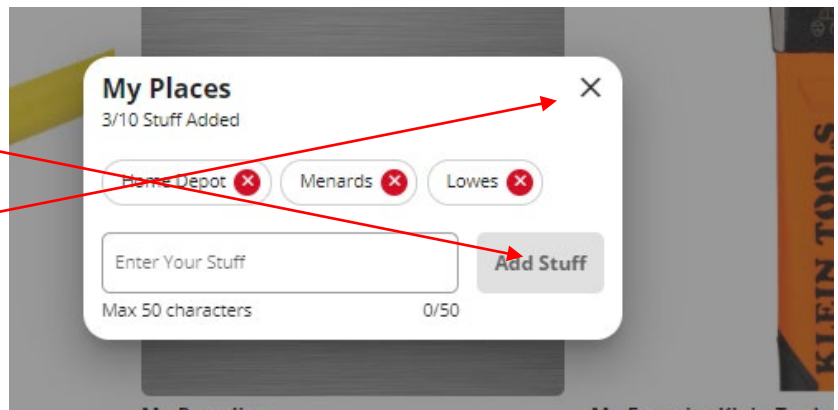 My Places
3/10 Stuff Added
Home Depot
Menards
Lowes
Enter Your Stuff
Add Stuff
Max 50 characters
0/50
KLEIN TOOLS